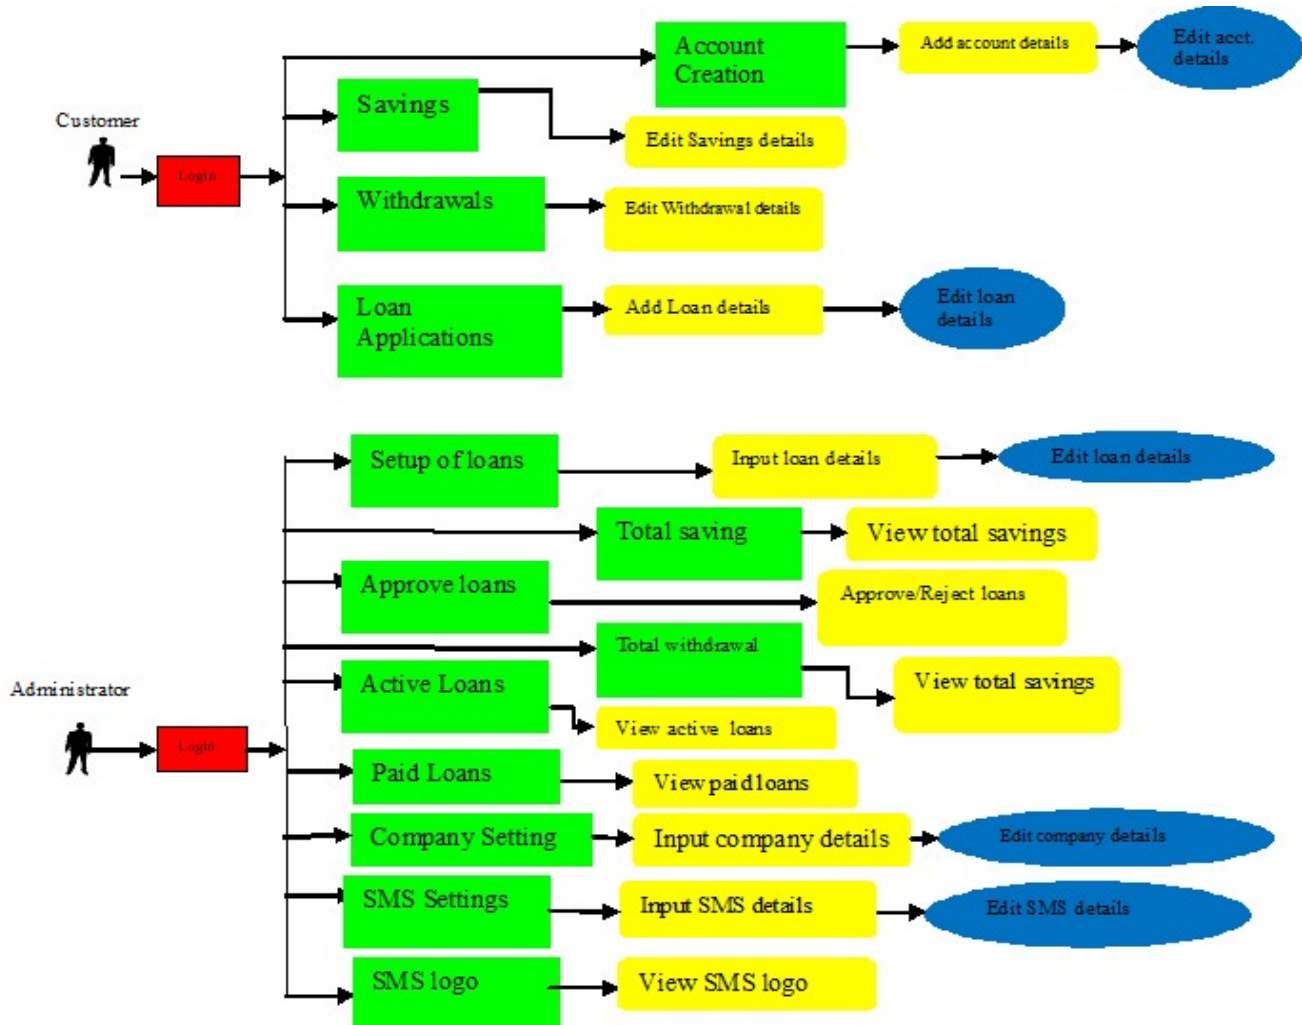 Customer
Login
Account
Creation
Add account details
Edit acct.
details
Savings
Edit Savings details
Withdrawals
Edit Withdrawal details
Loan
Applications
Add Loan details
Edit loan
details
Administrator
Login
Setup of loans
Input loan details
Edit loan details
Total saving
View total savings
Approve loans
Approve/Reject loans
Total withdrawal
View total savings
Active Loans
View active loans
Paid Loans
View paid loans
Company Setting
Input company details
Edit company details
SMS Settings
Input SMS details
Edit SMS details
SMS logo
View SMS logo